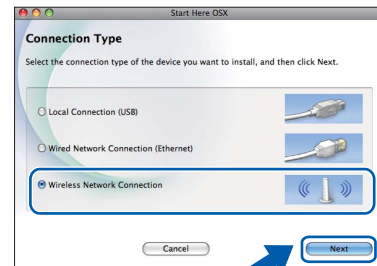 Start Here OSX
Connection Type
Select the connection type of the device you want to install, and then click Next.
Local Connection (USB)
Wired Network Connection (Ethernet)
Wireless Network Connection
Cancel
Next